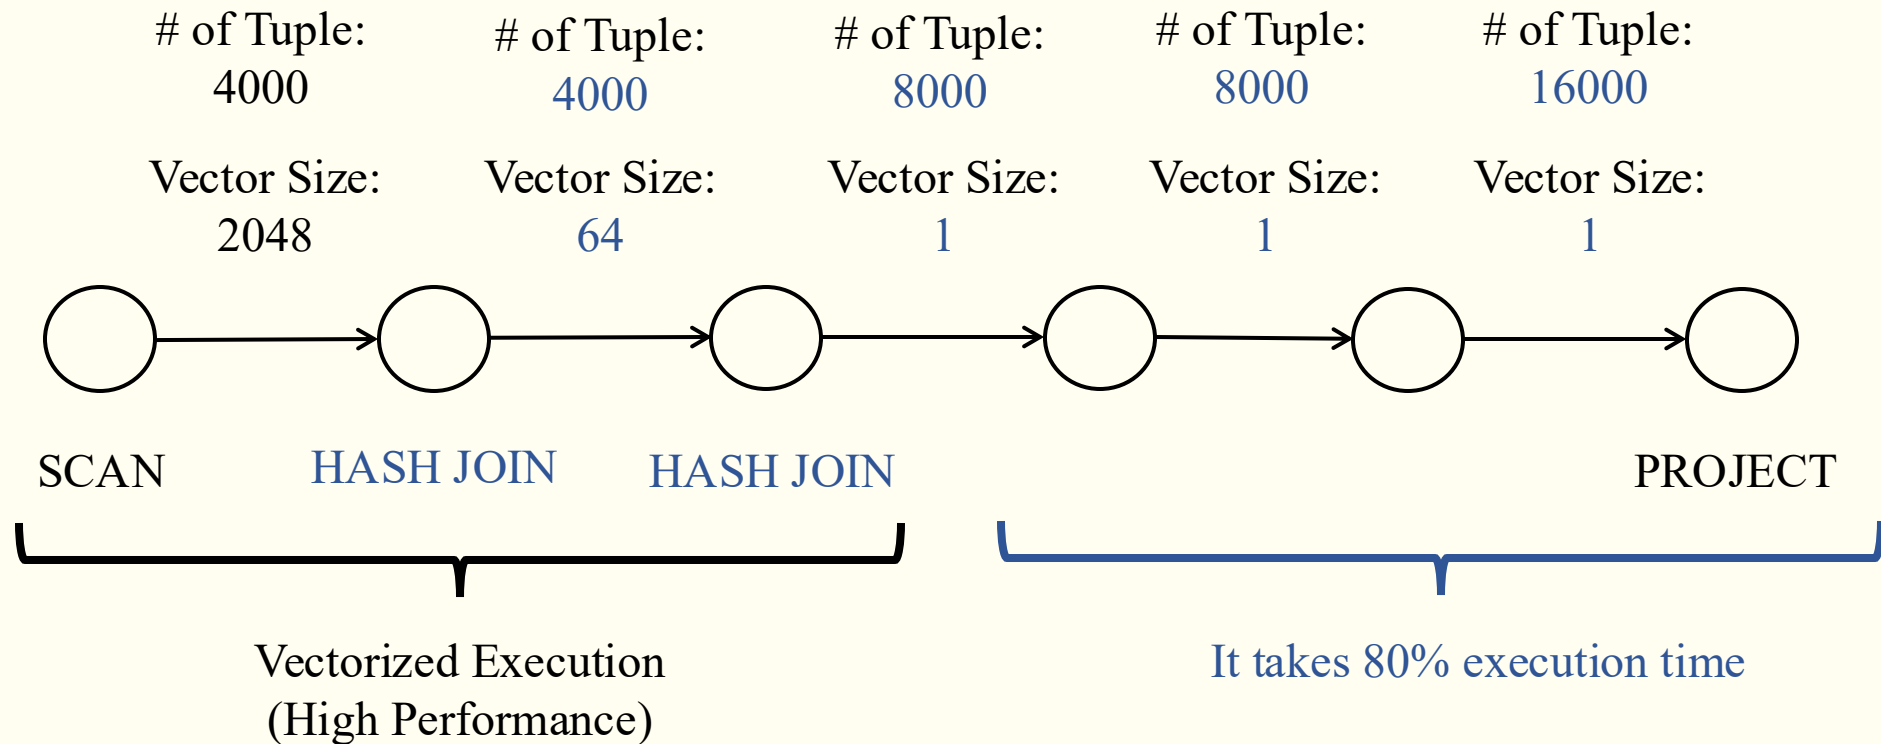 # of Tuple:
4000
# of Tuple:
4000
# of Tuple:
8000
# of Tuple:
8000
# of Tuple:
16000
Vector Size:
2048
Vector Size:
64
Vector Size:
1
Vector Size:
1
Vector Size:
1
SCAN
HASH JOIN
HASH JOIN
PROJECT
Vectorized Execution
(High Performance)
It takes 80% execution time